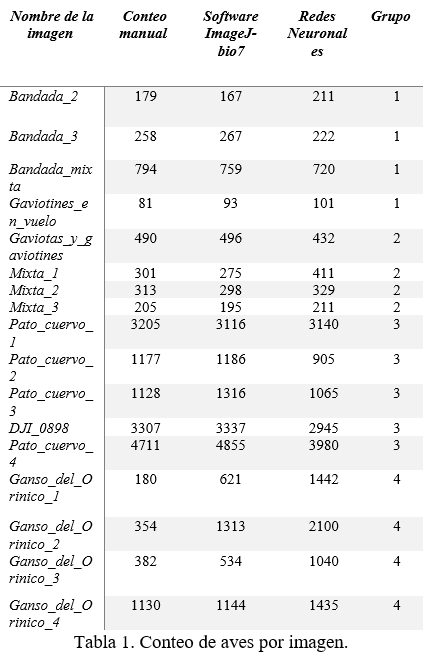 Nombre de la imagen Conteo manual Software ImageJ-bio7 Redes Neuronales Grupo
Bandada_2 179 167 211 1
Bandada_3 258 267 222 1
Bandada_mixta 794 759 720 1
Gaviotines_en_vuelo 81 93 101 1
Gaviotas_y_gaviotines 490 496 432 2
Mixta_1 301 275 411 2
Mixta_2 313 298 329 2
Mixta_3 205 195 211 2
Pato_cuervo_1 3205 3116 3140 3
Pato_cuervo_2 1177 1186 905 3
Pato_cuervo_3 1128 1316 1065 3
DJI_0898 3307 3337 2945 3
Pato_cuervo_4 4711 4855 3980 3
Ganso_del_Orinico_1 180 621 1442 4
Ganso_del_Orinico_2 354 1313 2100 4
Ganso_del_Orinico_3 382 534 1040 4
Ganso_del_Orinico_4 1130 1144 1435 4
Tabla 1. Conteo de aves por imagen.